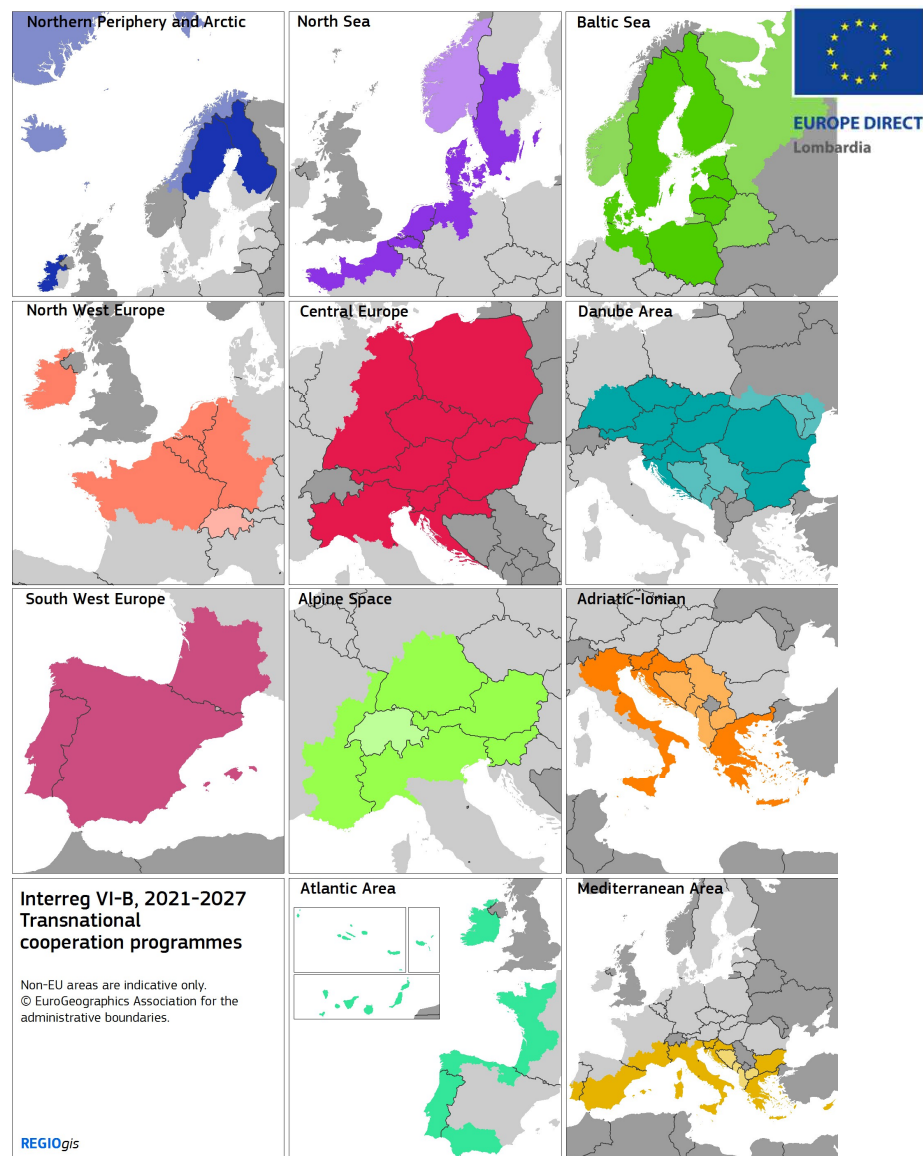 Northern Periphery and Arctic
North Sea
Baltic Sea
EUROPE DIRECT
Lombardia
North West Europe
Central Europe
Danube Area
South West Europe
Alpine Space
Adriatic-Ionian
Interreg VI-B, 2021-2027
Transnational
cooperation programmes
Non-EU areas are indicative only.
© EuroGeographics Association for the
administrative boundaries.
REGIOgis
Atlantic Area
Mediterranean Area